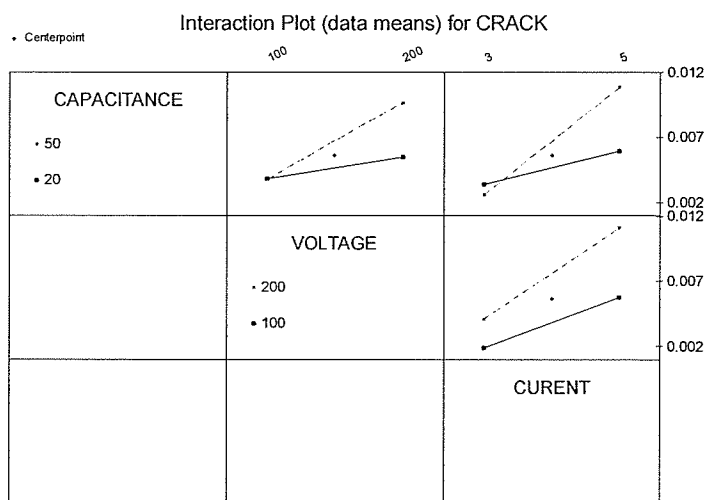 Interaction Plot (data means) for CRACK
Centerpoint
100 200 3 5
CAPACITANCE
50
20
0.012
0.007
0.002
VOLTAGE
200
100
0.012
0.007
0.002
CURENT